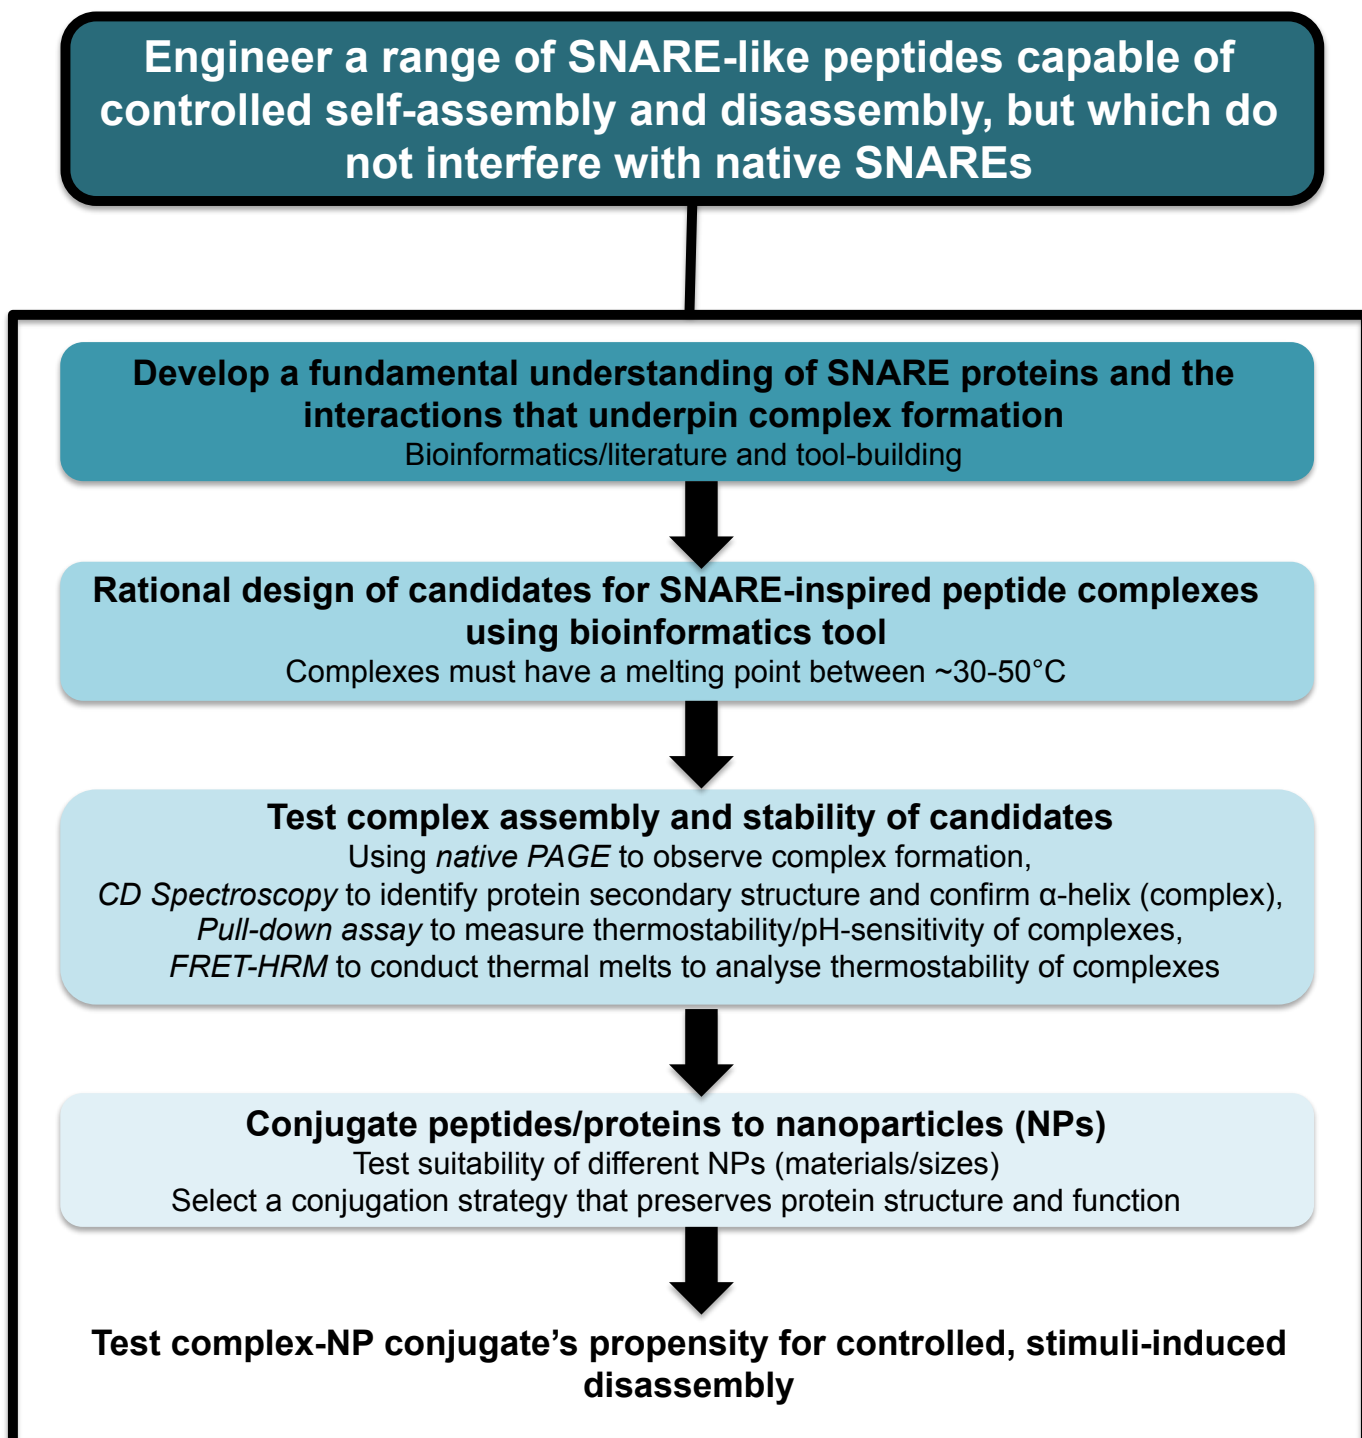 Engineer a range of SNARE-like peptides capable of
controlled self-assembly and disassembly, but which do
not interfere with native SNAREs
Develop a fundamental understanding of SNARE proteins and the
interactions that underpin complex formation
Bioinformatics/literature and tool-building
Rational design of candidates for SNARE-inspired peptide complexes
using bioinformatics tool
Complexes must have a melting point between ~30-50°C
Test complex assembly and stability of candidates
Using native PAGE to observe complex formation,
CD Spectroscopy to identify protein secondary structure and confirm α-helix (complex),
Pull-down assay to measure thermostability/pH-sensitivity of complexes,
FRET-HRM to conduct thermal melts to analyse thermostability of complexes
Conjugate peptides/proteins to nanoparticles (NPs)
Test suitability of different NPs (materials/sizes)
Select a conjugation strategy that preserves protein structure and function
Test complex-NP conjugate’s propensity for controlled, stimuli-induced
disassembly